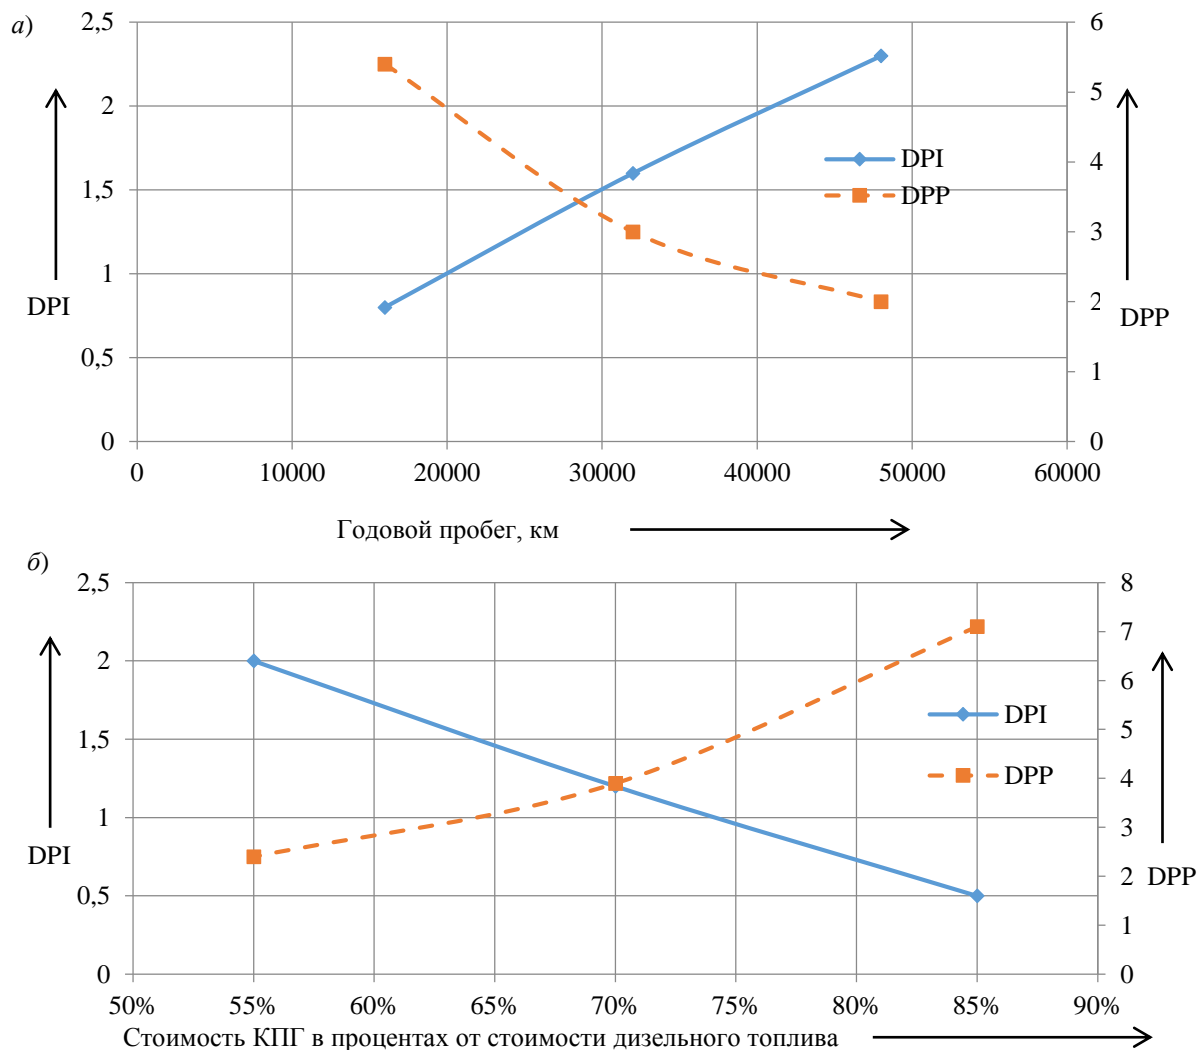 а)
2,5
2
1,5
1
0,5
0
6
5
4
3
2
1
0
DPI
DPP
DPI
DPP
0 10000 20000 30000 40000 50000 60000
Годовой пробег, км
б)
2,5
2
1,5
1
0,5
0
8
7
6
5
4
3
2
1
0
DPI
DPP
DPI
DPP
50% 55% 60% 65% 70% 75% 80% 85% 90%
Стоимость КПГ в процентах от стоимости дизельного топлива